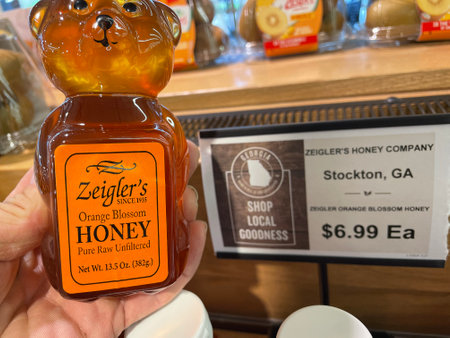 Zeigler's
SINCE 1935
Orange Blossom
HONEY
Pure Raw Unfiltered
Net Wt. 13.5 Oz. (382g)
GEORGIA
SHOP
LOCAL
GOODNESS
ZEIGLER'S HONEY COMPANY
Stockton, GA
ZEIGLER ORANGE BLOSSOM HONEY
$6.99 Ea